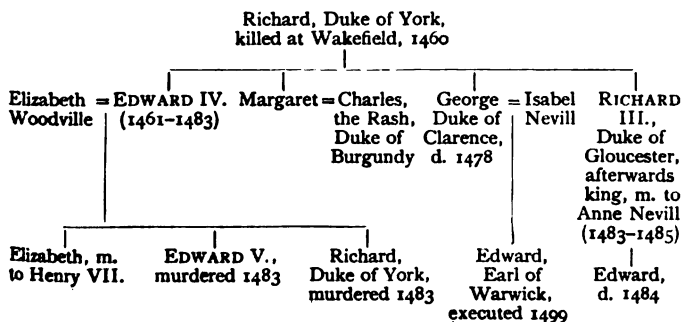 Richard, Duke of York,
killed at Wakefield, 1460
Elizabeth = EDWARD IV. Margaret = Charles, George = Isabel RICHARD
Woodville (1461–1483) the Rash, Duke of Nevill III.,
Duke of Clarence, Duke of
Burgundy d. 1478 Gloucester,
afterwards
king, m. to
Anne Nevill
(1483–1485)
Elizabeth, m. EDWARD V., Richard, Edward, Edward,
to Henry VII. murdered 1483 Duke of York, Earl of d. 1484
murdered 1483 Warwick,
executed 1499